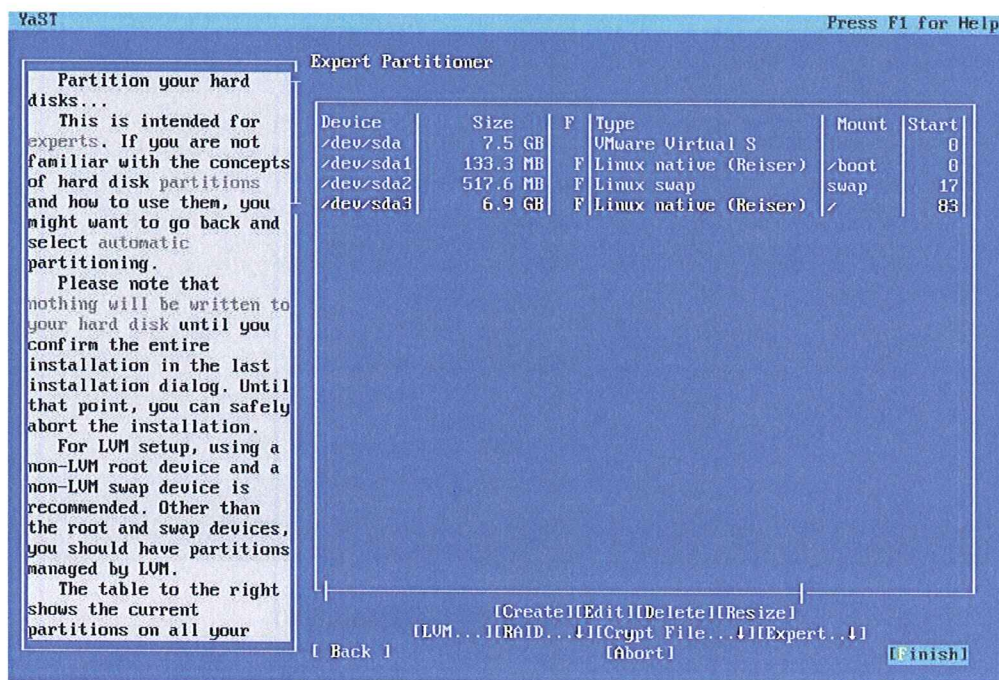 YaST Press F1 for Help
Expert Partitioner
Partition your hard
disks...
This is intended for
experts. If you are not
familiar with the concepts
of hard disk partitions
and how to use them, you
might want to go back and
select automatic
partitioning.
Please note that
nothing will be written to
your hard disk until you
confirm the entire
installation in the last
installation dialog. Until
that point, you can safely
abort the installation.
For LVM setup, using a
non-LVM root device and a
non-LVM swap device is
recommended. Other than
the root and swap devices,
you should have partitions
managed by LVM.
The table to the right
shows the current
partitions on all your
Device Size F Type Mount Start
/dev/sda 7.5 GB VMware Virtual S 0
/dev/sda1 133.3 MB F Linux native (Reiser) /boot 0
/dev/sda2 517.6 MB F Linux swap swap 17
/dev/sda3 6.9 GB F Linux native (Reiser) / 83
[Create][Edit][Delete][Resize]
[LVM...][RAID...↓][Crypt File...↓][Expert..↓]
[ Back ] [Abort] [Finish]